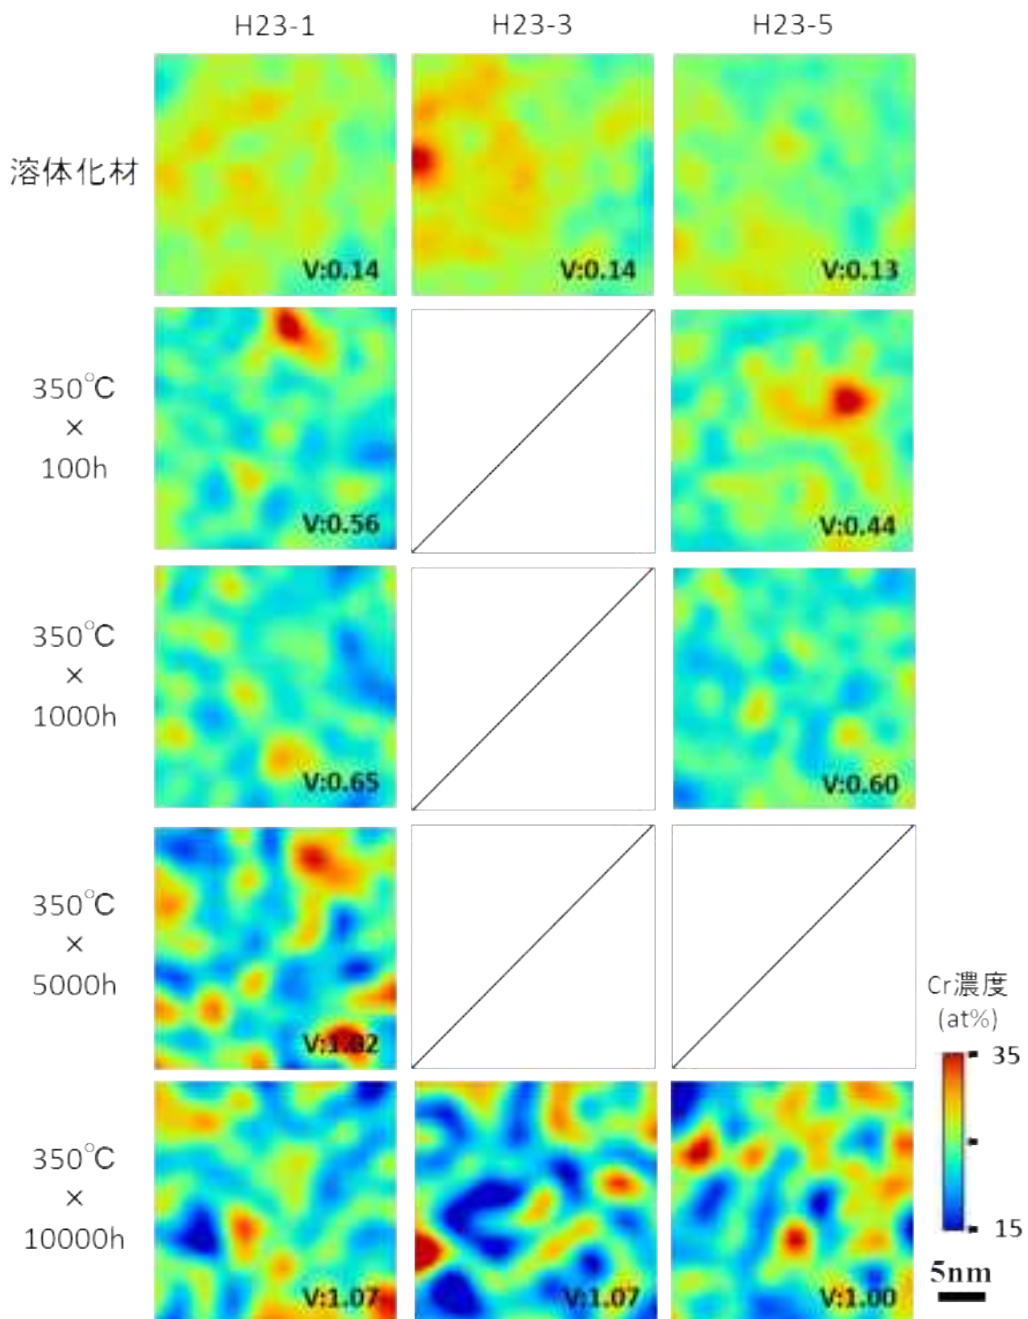 H23-1 H23-3 H23-5
溶体化材
V:0.14 V:0.14 V:0.13
350℃
×
100h
V:0.56 V:0.44
350℃
×
1000h
V:0.65 V:0.60
350℃
×
5000h
V:1.02
Cr濃度
(at%)
35
15
5nm
350℃
×
10000h
V:1.07 V:1.07 V:1.00